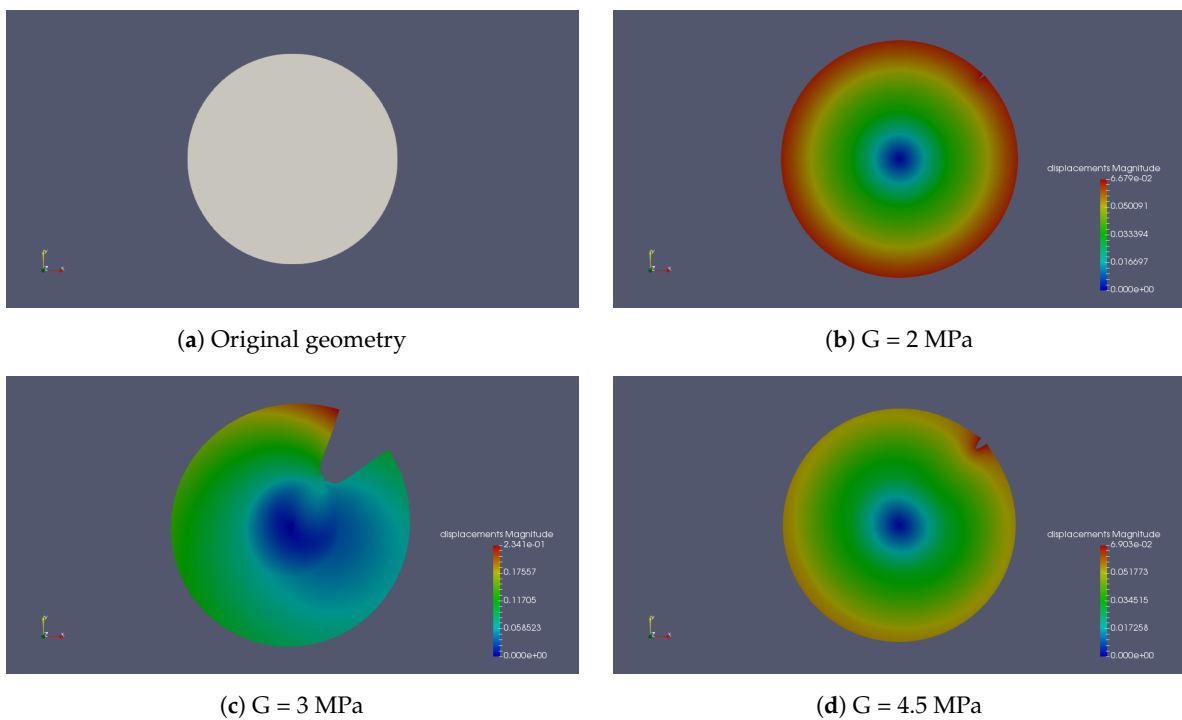 (a) Original geometry
displacements Magnitude
6.679e-02
0.050091
0.033394
0.016697
0.000e+00
(b) G = 2 MPa
displacements Magnitude
2.341e-01
0.17557
0.11705
0.058523
0.000e+00
(c) G = 3 MPa
displacements Magnitude
6.903e-02
0.051773
0.034515
0.017258
0.000e+00
(d) G = 4.5 MPa